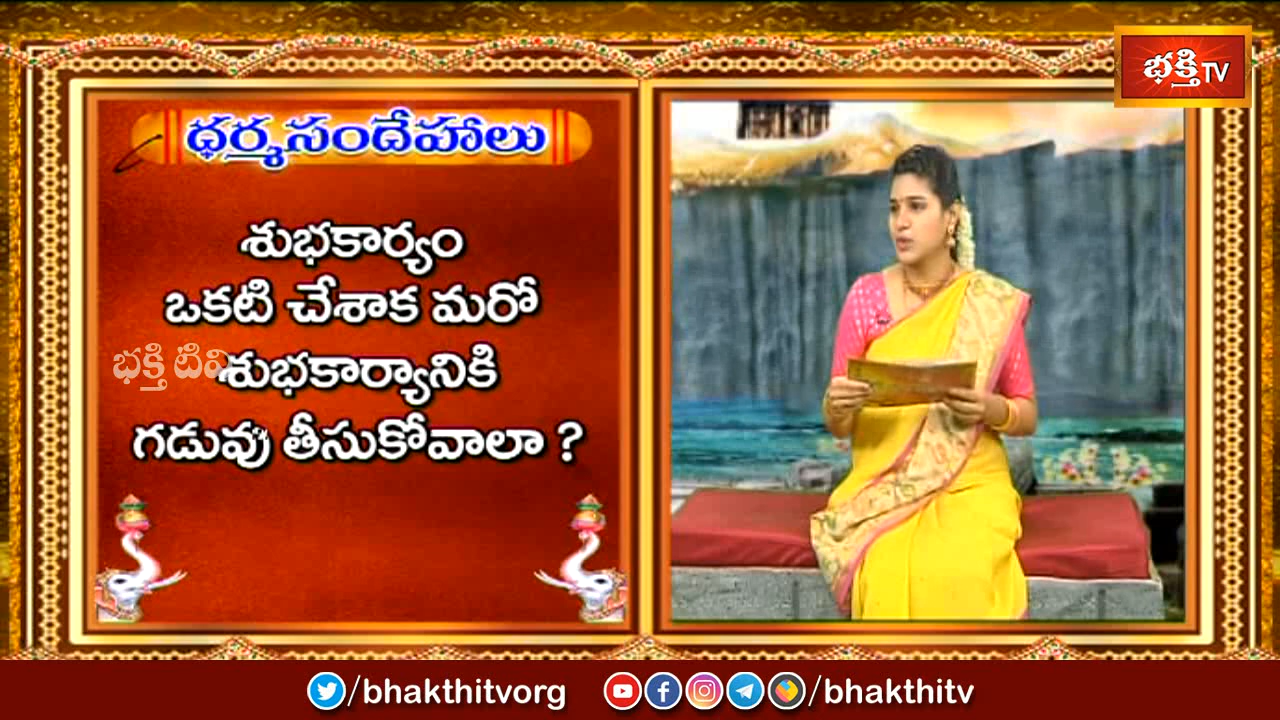 భక్తి TV
ధర్మసందేహాలు
శుభకార్యం
ఒకటి చేశాక మరో
భక్తి టివి
శుభకార్యానికి
గడువు తీసుకోవాలా ?
/bhakthitvorg
/bhakthitv